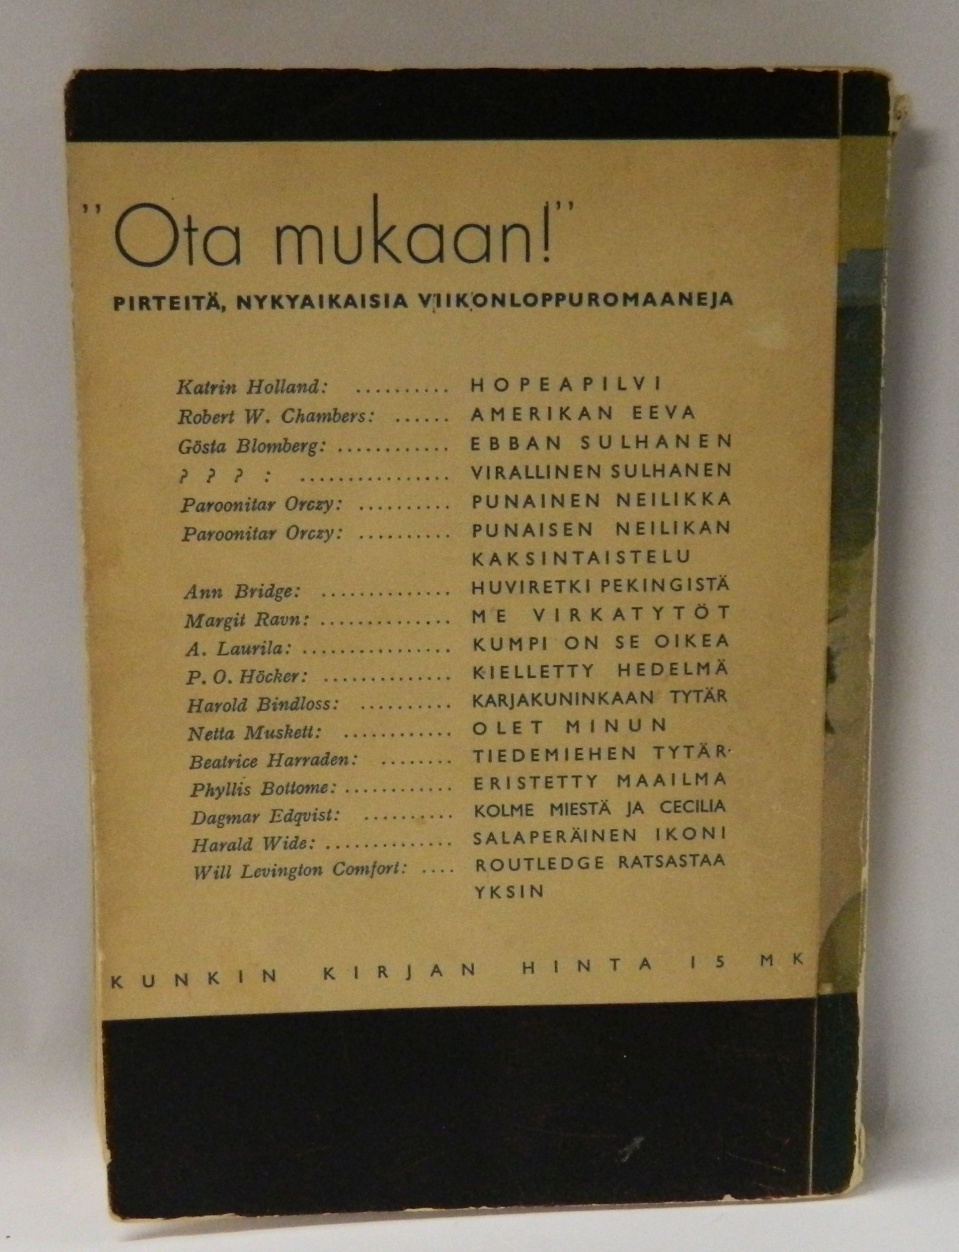 "Ota mukaan!"
PIRTEITÄ, NYKYAIKAISIA VIIKONLOPPUROMAANEJA
Katrin Holland: .......... HOPEAPILVI
Robert W. Chambers: ...... AMERIKAN EEVA
Gösta Blomberg: ............ EBBAN SULHANEN
? ? ? : ................ VIRALLINEN SULHANEN
Paroonitar Orczy: .......... PUNAINEN NEILIKKA
Paroonitar Orczy: .......... PUNAISEN NEILIKAN
KAKSINTAISTELU
Ann Bridge: .............. HUVIRETKI PEKINGISTÄ
Margit Ravn: .............. ME VIRKATYTÖT
A. Laurila: ................ KUMPI ON SE OIKEA
P. O. Höcker: .............. KIELLETTY HEDELMÄ
Harold Bindloss: .......... KARJAKUNINKAAN TYTÄR
Netta Muskett: ............ OLET MINUN
Beatrice Harraden: ........ TIEDEMIEHEN TYTÄR
Phyllis Bottome: ............ ERISTETTY MAAILMA
Dagmar Edqvist: .......... KOLME MIESTÄ JA CECILIA
Harald Wide: .............. SALAPERÄINEN IKONI
Will Levington Comfort: .... ROUTLEDGE RATSASTAA
YKSIN
KUNKIN KIRJAN HINTA 15 MK